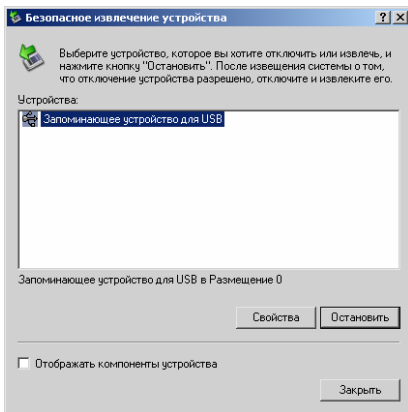 Безопасное извлечение устройства
Выберите устройство, которое вы хотите отключить или извлечь, и
нажмите кнопку "Остановить". После извещения системы о том,
что отключение устройства разрешено, отключите и извлеките его.
Устройства:
Запоминающее устройство для USB
Запоминающее устройство для USB в Размещение 0
Свойства Остановить
Отображать компоненты устройства
Закрыть